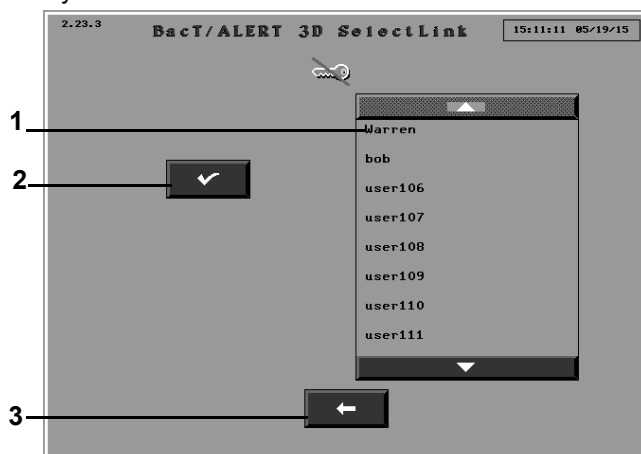 2.23.3
BacT/ALERT 3D SelectLink
15:11:11 05/19/15
1
Warren
bob
2
user106
user107
user108
user109
user110
user111
3